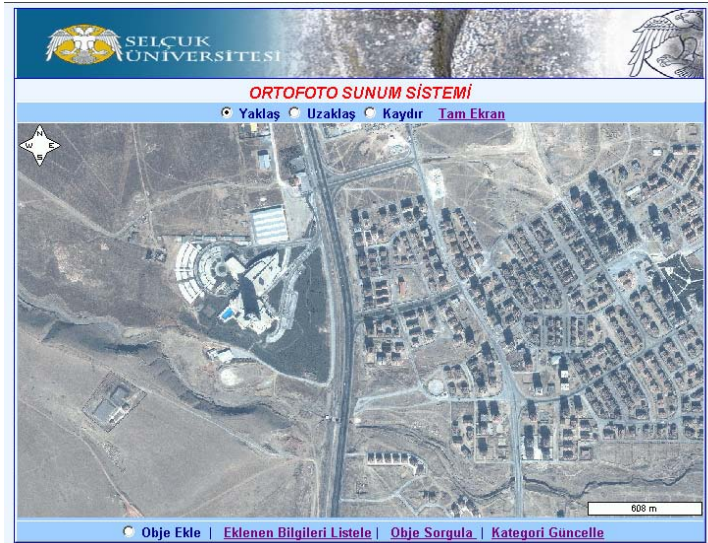 SELÇUK
ÜNİVERSİTESİ
ORTOFOTO SUNUM SİSTEMİ
Yaklaş Uzaklaş Kaydır Tam Ekran
N
W E
S
608 m
Obje Ekle | Eklenen Bilgileri Listele | Obje Sorgula | Kategori Güncelle